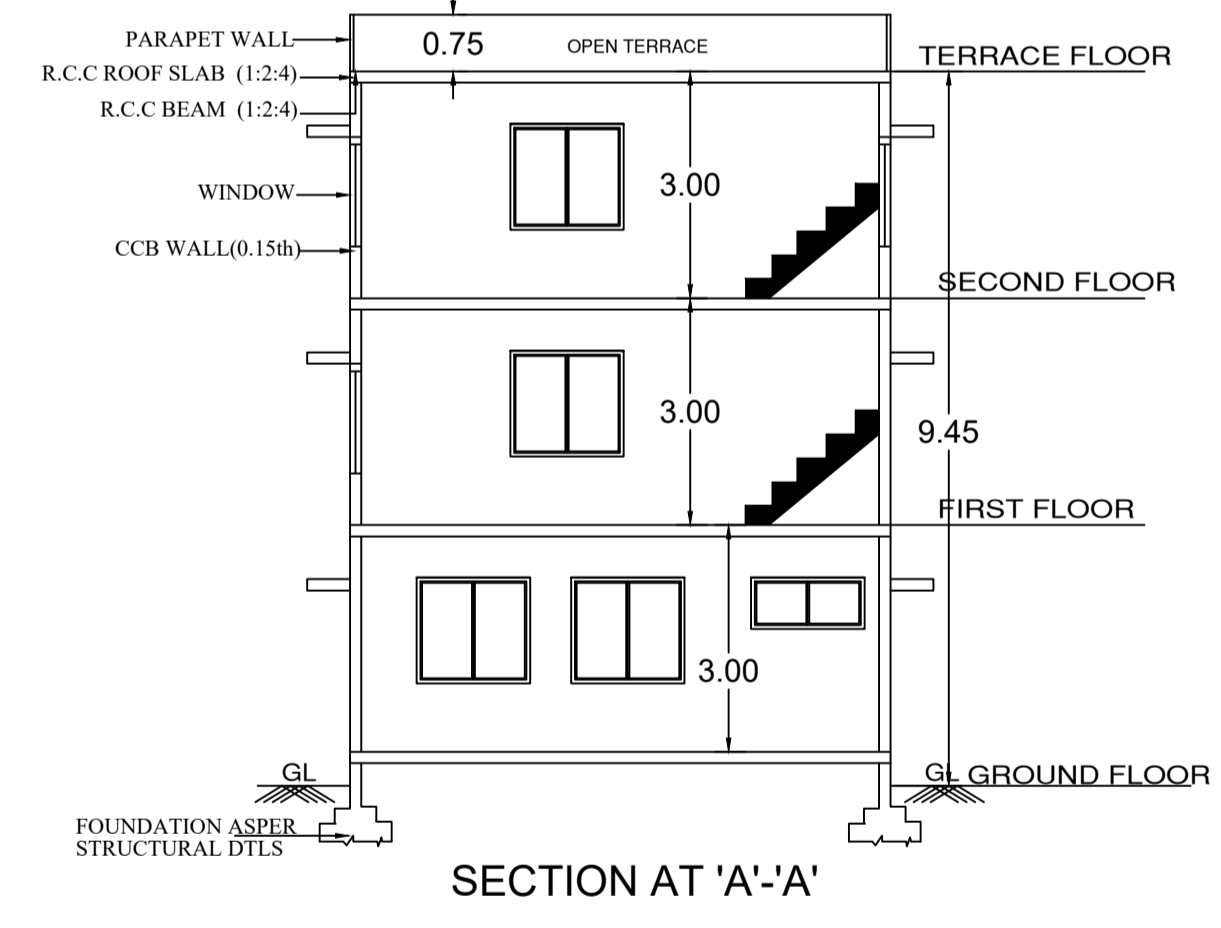 PARAPET WALL
0.75
OPEN TERRACE
TERRACE FLOOR
R.C.C ROOF SLAB (1:2:4)
R.C.C BEAM (1:2:4)
WINDOW
3.00
CCB WALL(0.15th)
SECOND FLOOR
3.00
9.45
FIRST FLOOR
3.00
GL
GL GROUND FLOOR
FOUNDATION ASPER
STRUCTURAL DTLS
SECTION AT 'A'-'A'